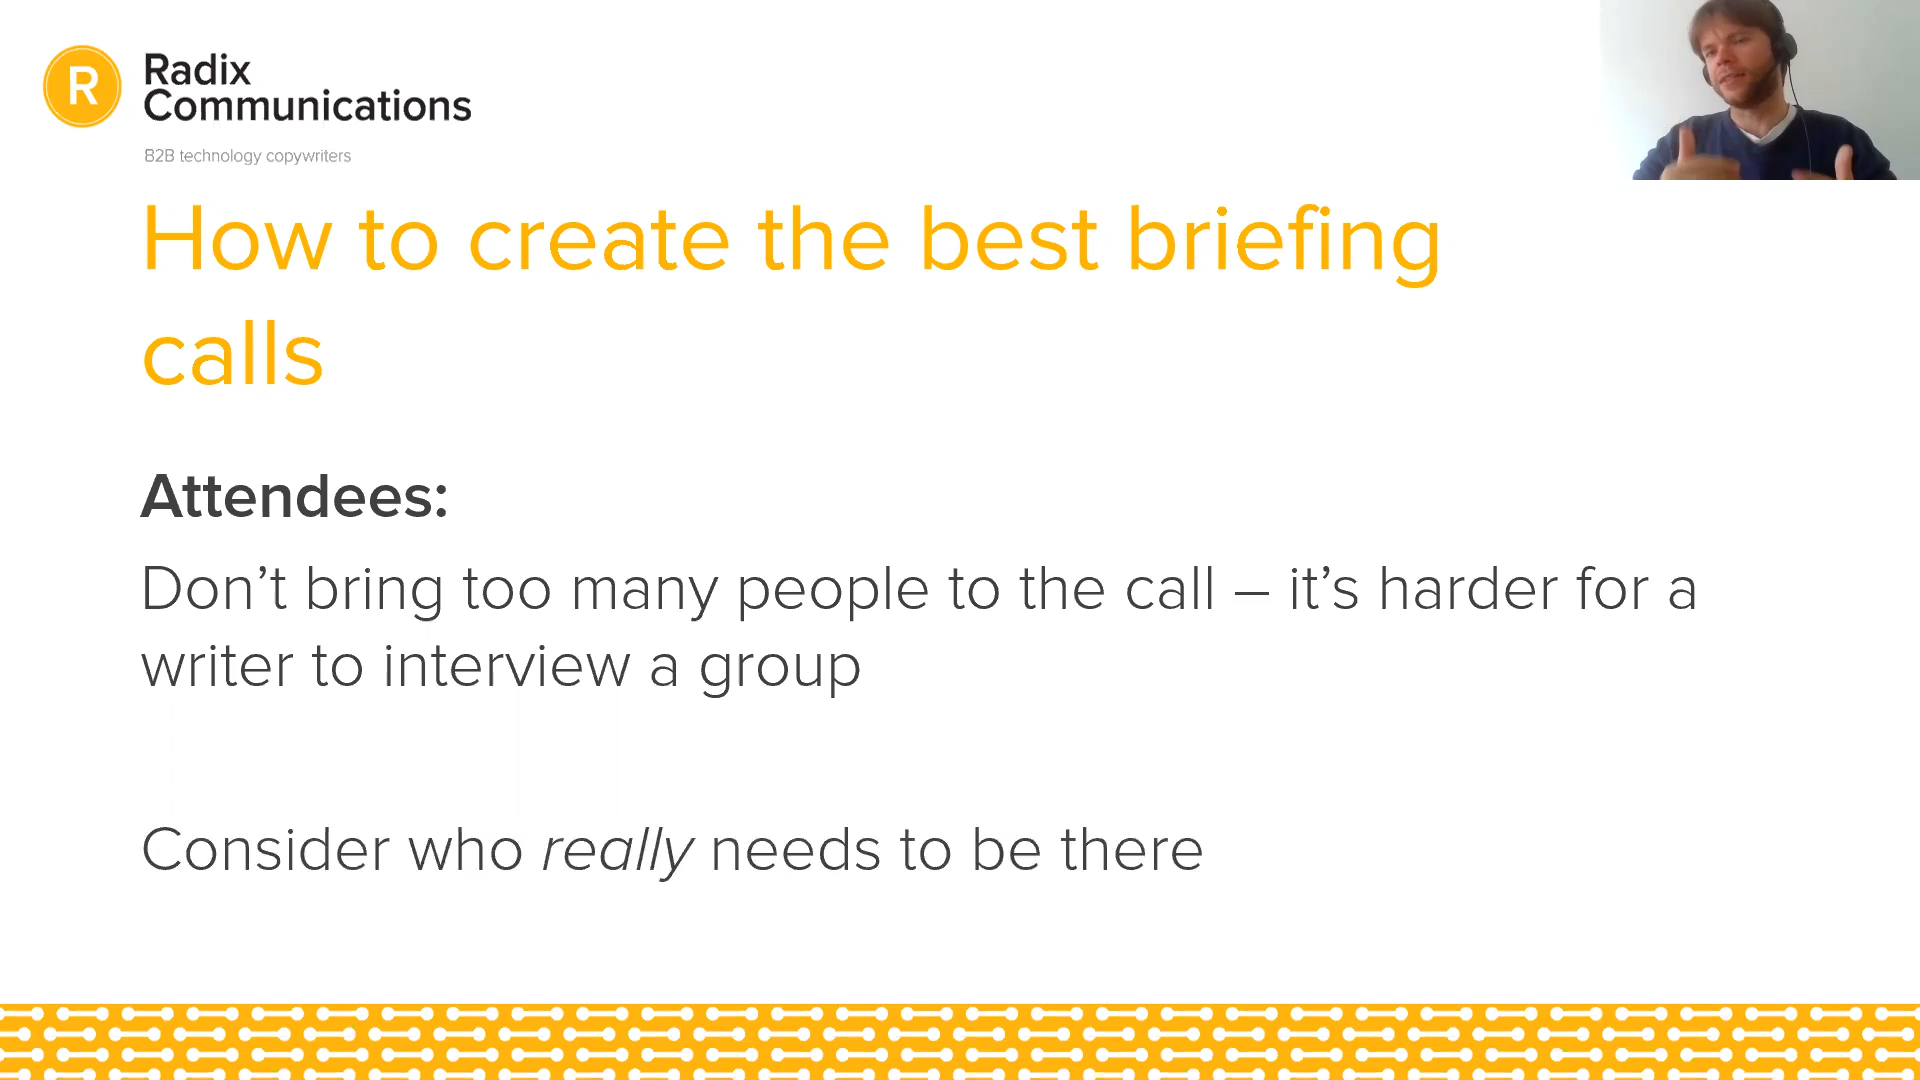 R
Radix
Communications
B2B technology copywriters
How to create the best briefing
calls
Attendees:
Don’t bring too many people to the call – it’s harder for a
writer to interview a group
Consider who really needs to be there